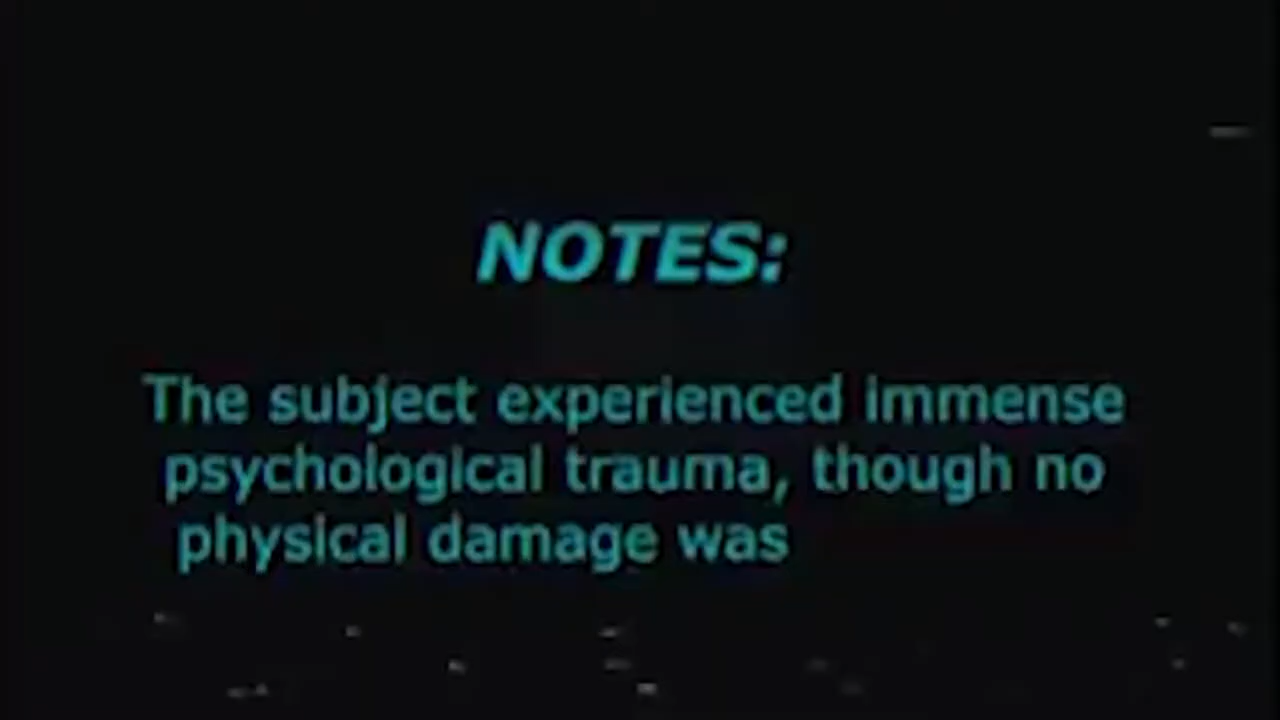 NOTES:
The subject experienced immense
psychological trauma, though no
physical damage was